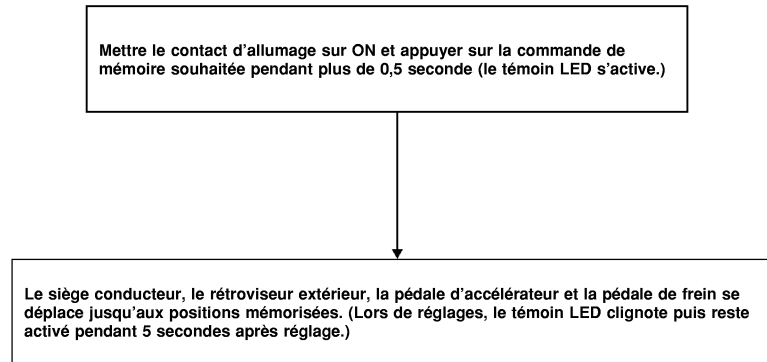 Mettre le contact d’allumage sur ON et appuyer sur la commande de
mémoire souhaitée pendant plus de 0,5 seconde (le témoin LED s’active.)
Le siège conducteur, le rétroviseur extérieur, la pédale d’accélérateur et la pédale de frein se
déplace jusqu’aux positions mémorisées. (Lors de réglages, le témoin LED clignote puis reste
activé pendant 5 secondes après réglage.)